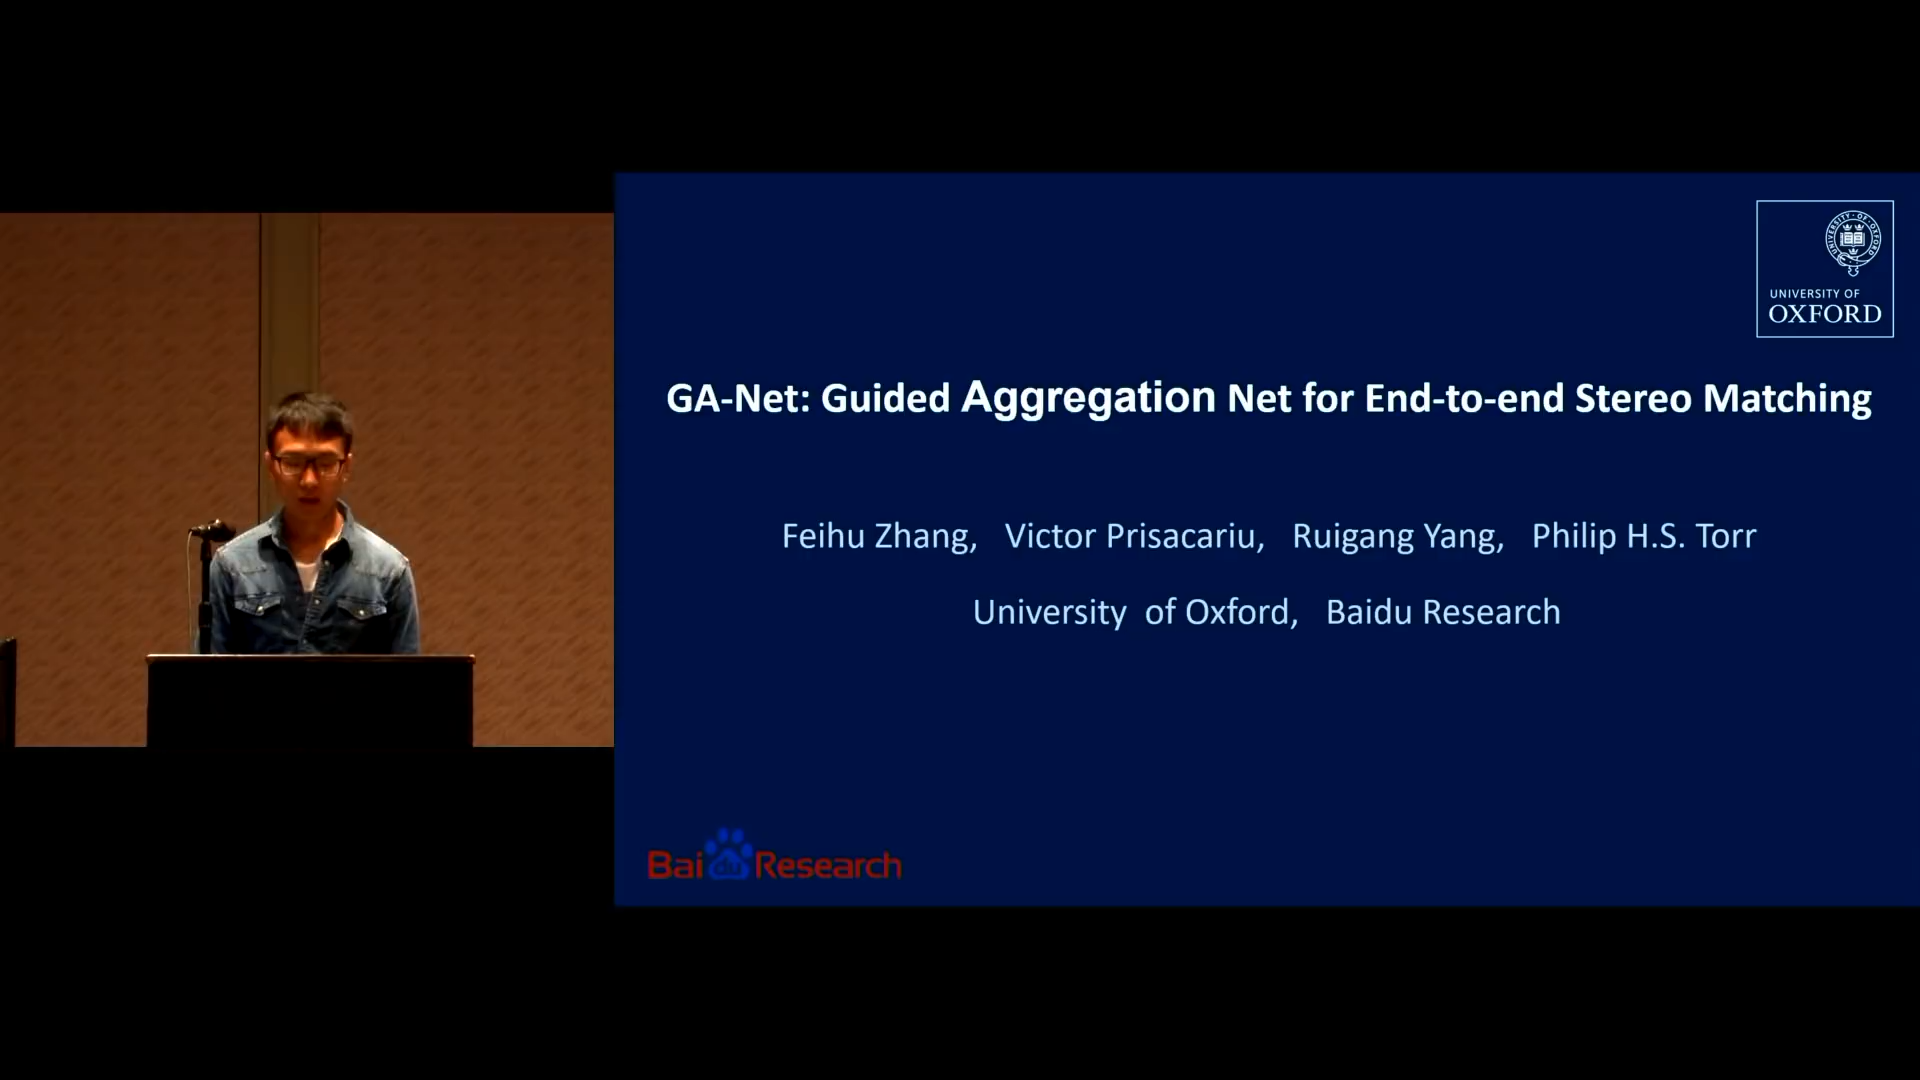 UNIVERSITY OF
OXFORD
GA-Net: Guided Aggregation Net for End-to-end Stereo Matching
Feihu Zhang, Victor Prisacariu, Ruigang Yang, Philip H.S. Torr
University of Oxford, Baidu Research
Bai du Research